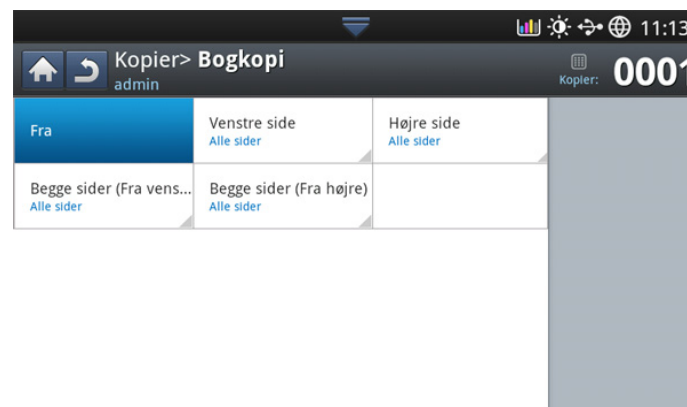 11:13
Kopier> Bogkopi
admin
Kopier: 0001
Fra
Venstre side
Alle sider
Højre side
Alle sider
Begge sider (Fra vens...
Alle sider
Begge sider (Fra højre)
Alle sider